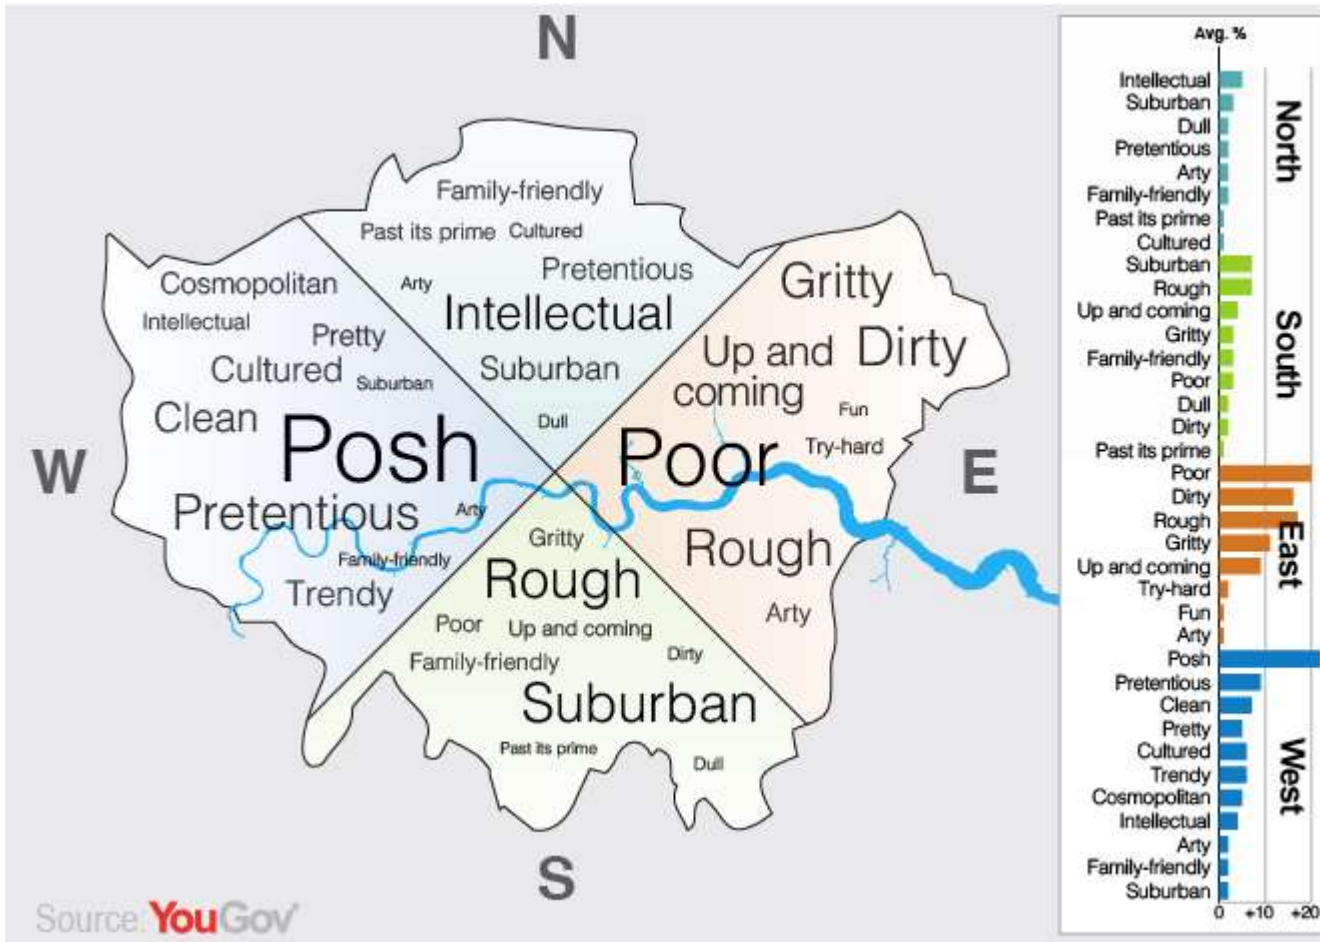 N
Family-friendly
Past its prime Cultured
Arty Pretentious
Intellectual
Suburban
Dull
Cosmopolitan
Intellectual
Pretty
Cultured Suburban
Clean
Posh
W
Pretentious
Arty
Family-friendly
Trendy
Gritty
Up and
coming
Dirty
Fun
Try-hard
Poor
E
Rough
Arty
Gritty
Rough
Poor Up and coming
Dirty
Family-friendly
Suburban
Past its prime
Dull
S
Source: YouGov
Avg. %
North
Intellectual
Suburban
Dull
Pretentious
Arty
Family-friendly
Past its prime
Cultured
South
Suburban
Rough
Up and coming
Gritty
Family-friendly
Poor
Dull
Dirty
Past its prime
East
Poor
Dirty
Rough
Gritty
Up and coming
Try-hard
Fun
Arty
West
Posh
Pretentious
Clean
Pretty
Cultured
Trendy
Cosmopolitan
Intellectual
Arty
Family-friendly
Suburban
0 +10 +20